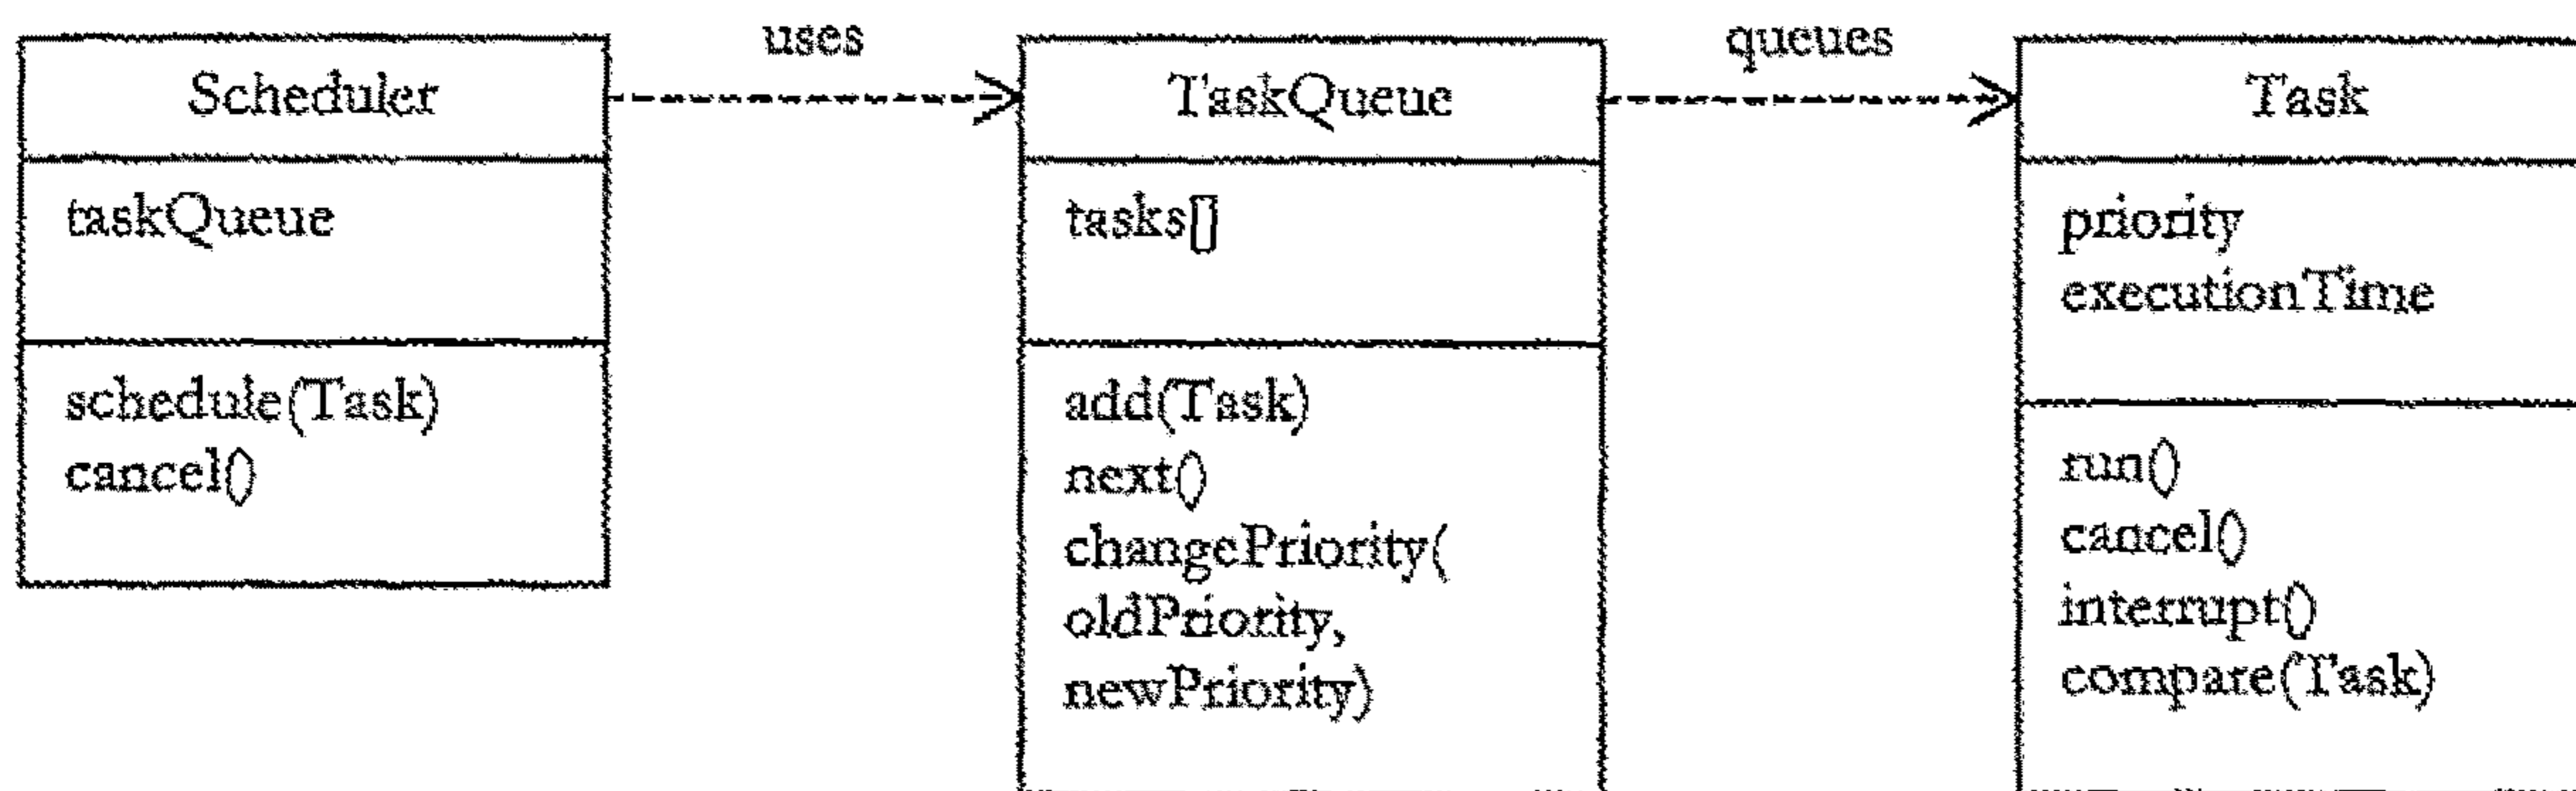 uses
queues
Scheduler
taskQueue
schedule(Task)
cancel()
TaskQueue
tasks[]
add(Task)
next()
changePriority(
oldPriority,
newPriority)
Task
priority
executionTime
run()
cancel()
interrupt()
compare(Task)